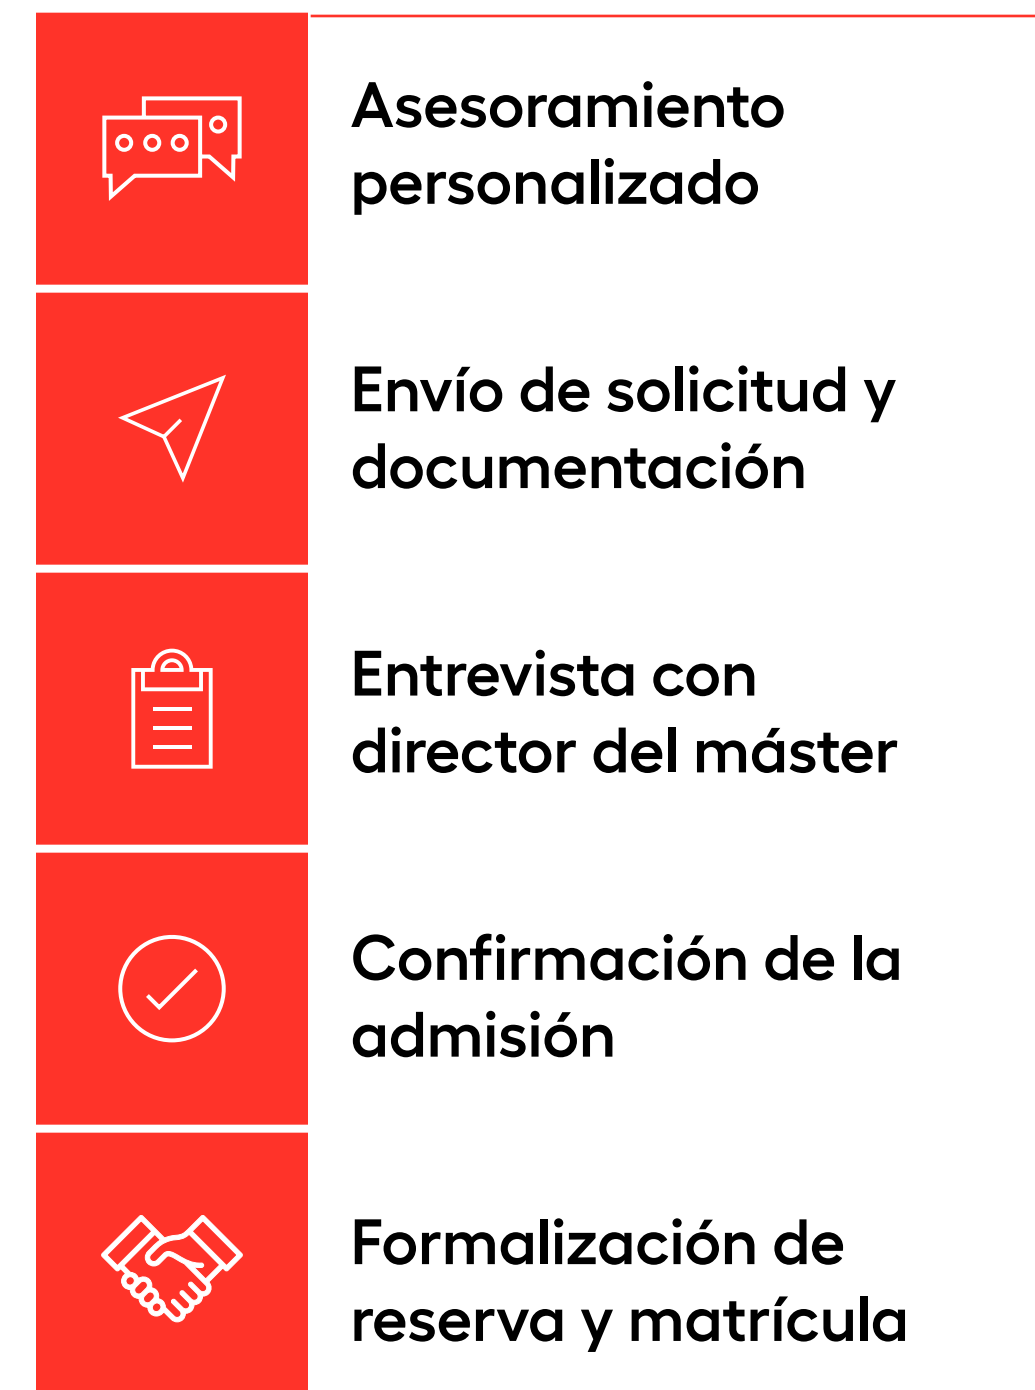 Asesoramiento
personalizado
Envío de solicitud y
documentación
Entrevista con
director del máster
Confirmación de la
admisión
Formalización de
reserva y matrícula